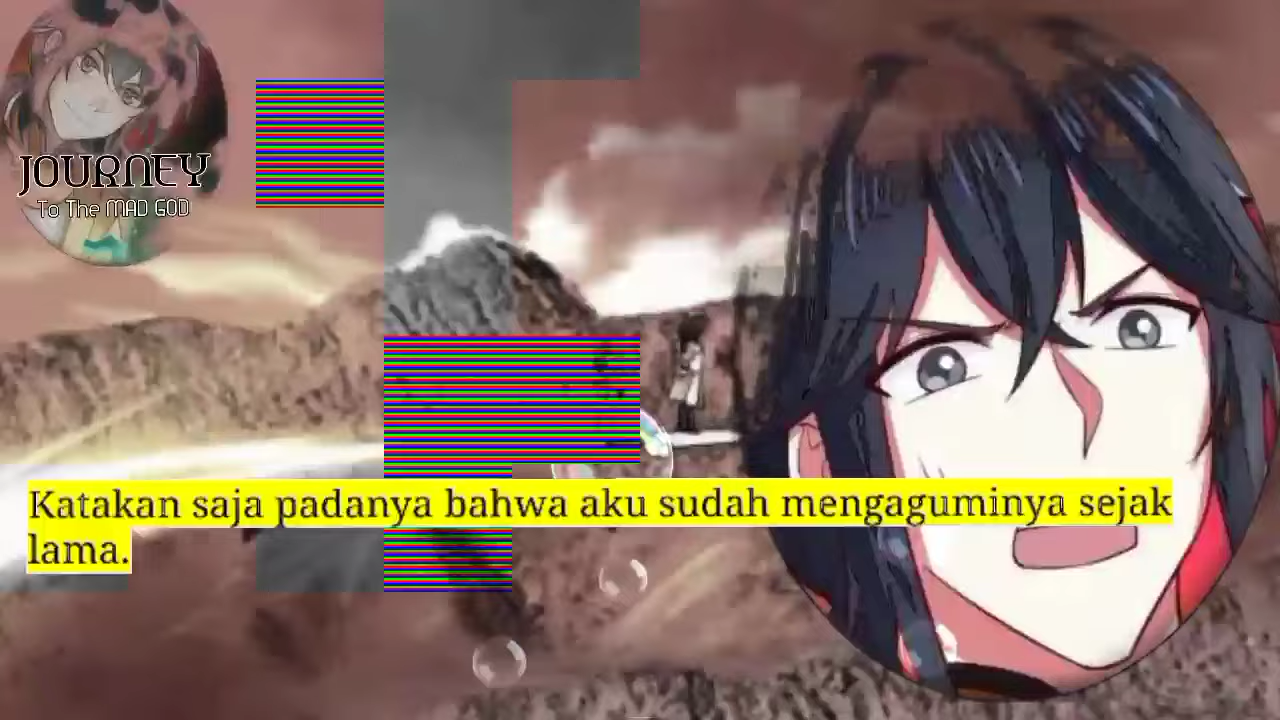 JOURNEY
To The MAD GOD
Katakan saja padanya bahwa aku sudah mengaguminya sejak
lama.